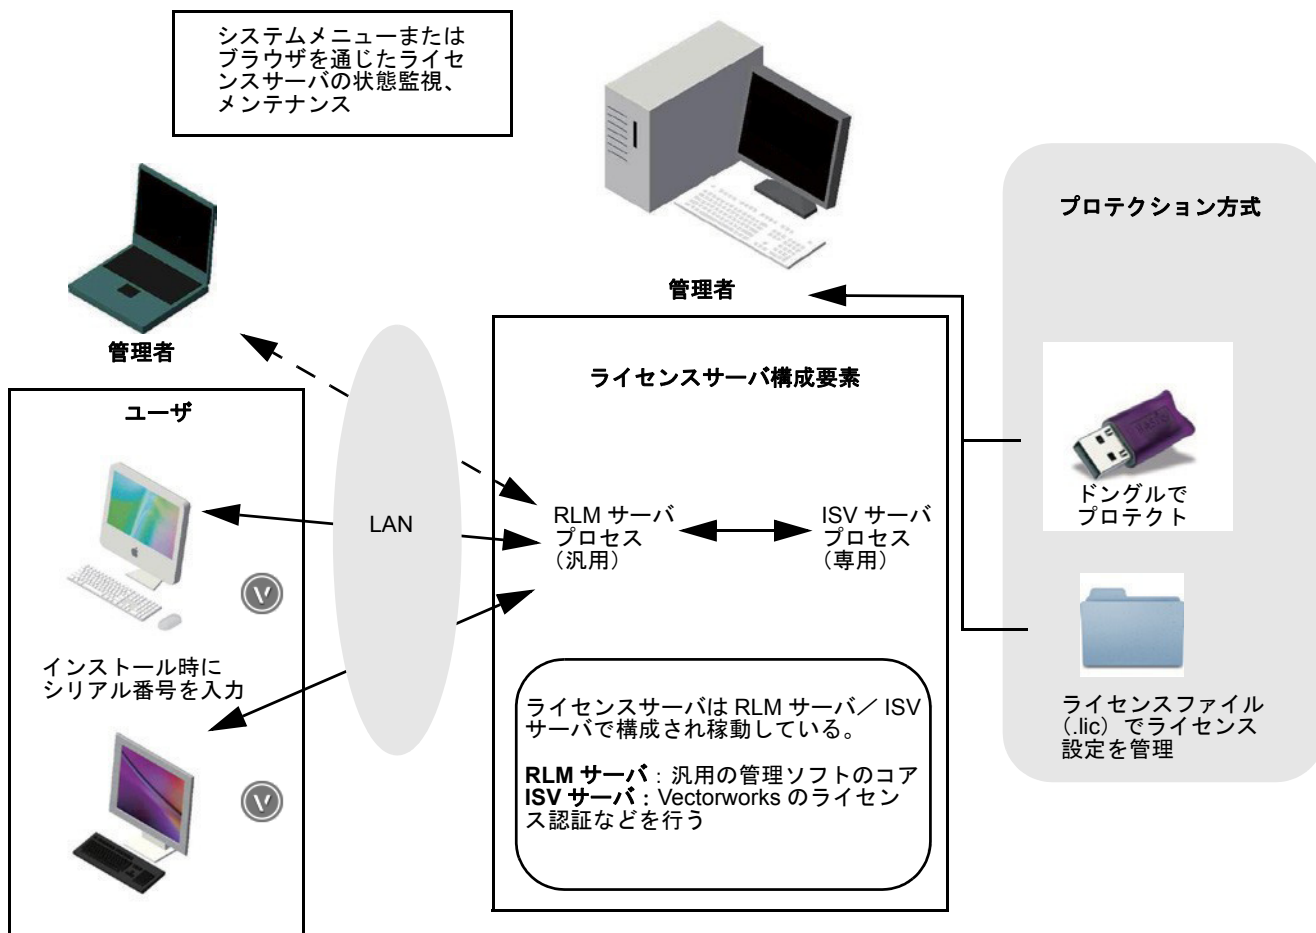 システムメニューまたは
ブラウザを通じたライセ
ンスサーバの状態監視、
メンテナンス
プロテクション方式
管理者
管理者
ライセンスサーバ構成要素
ユーザ
LAN
RLM サーバ
プロセス
（汎用）
ISV サーバ
プロセス
（専用）
ドングルで
プロテクト
インストール時に
シリアル番号を入力
ライセンスサーバは RLM サーバ／ ISV
サーバで構成され稼動している。
RLM サーバ：汎用の管理ソフトのコア
ISV サーバ：Vectorworks のライセン
ス認証などを行う
ライセンスファイル
（.lic）でライセンス
設定を管理